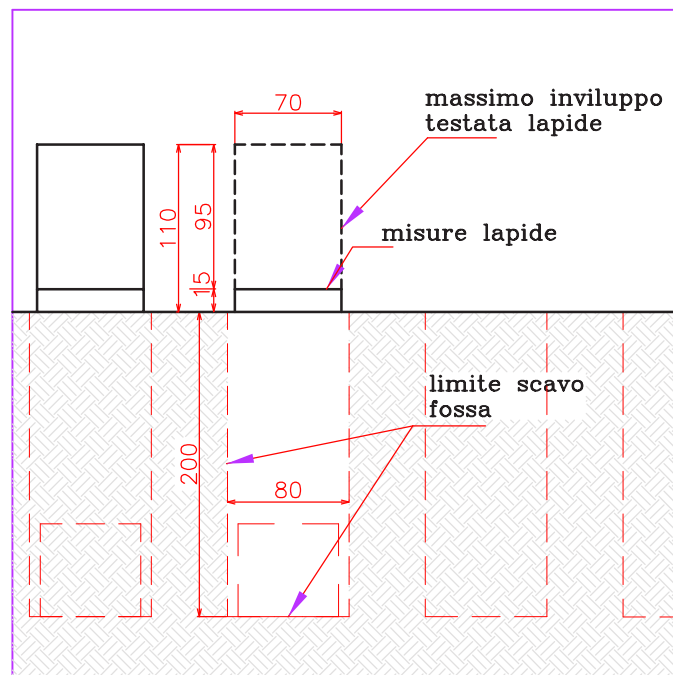 70
massimo inviluppo
testata lapide
110
95
misure lapide
15
limite scavo
fossa
200
80